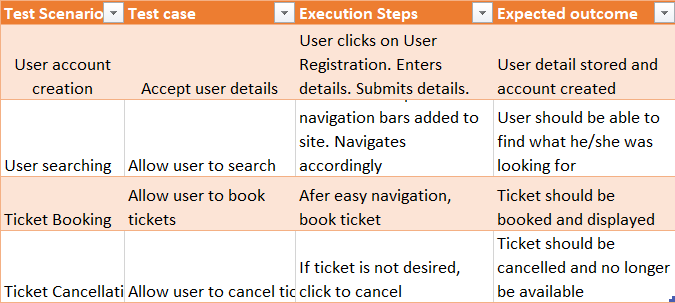 Test Scenario Test case Execution Steps Expected outcome
User account
creation
Accept user details
User clicks on User
Registration. Enters
details. Submits details.
User detail stored and
account created
User searching
Allow user to search
navigation bars added to
site. Navigates
accordingly
User should be able to
find what he/she was
looking for
Ticket Booking
Allow user to book
tickets
Afer easy navigation,
book ticket
Ticket should be
booked and displayed
Ticket Cancellati
Allow user to cancel tic
If ticket is not desired,
click to cancel
Ticket should be
cancelled and no longer
be available